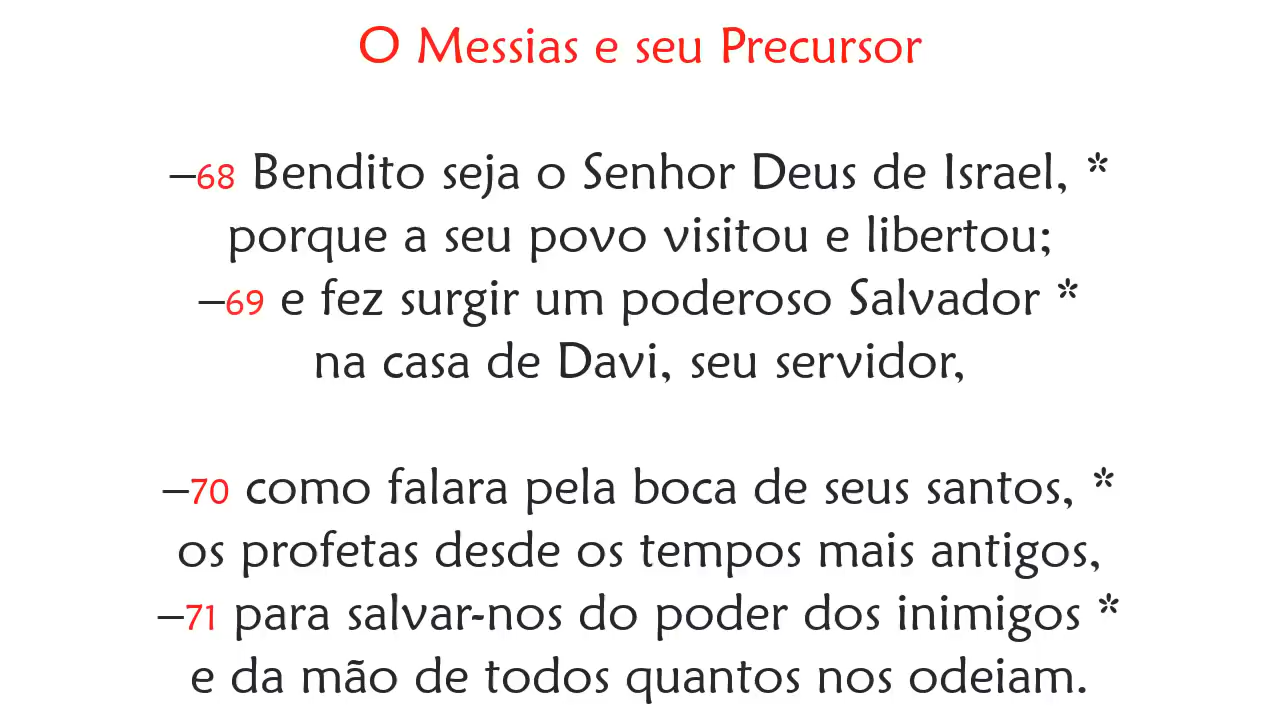 O Messias e seu Precursor
–68 Bendito seja o Senhor Deus de Israel, *
porque a seu povo visitou e libertou;
–69 e fez surgir um poderoso Salvador *
na casa de Davi, seu servidor,
–70 como falara pela boca de seus santos, *
os profetas desde os tempos mais antigos,
–71 para salvar-nos do poder dos inimigos *
e da mão de todos quantos nos odeiam.